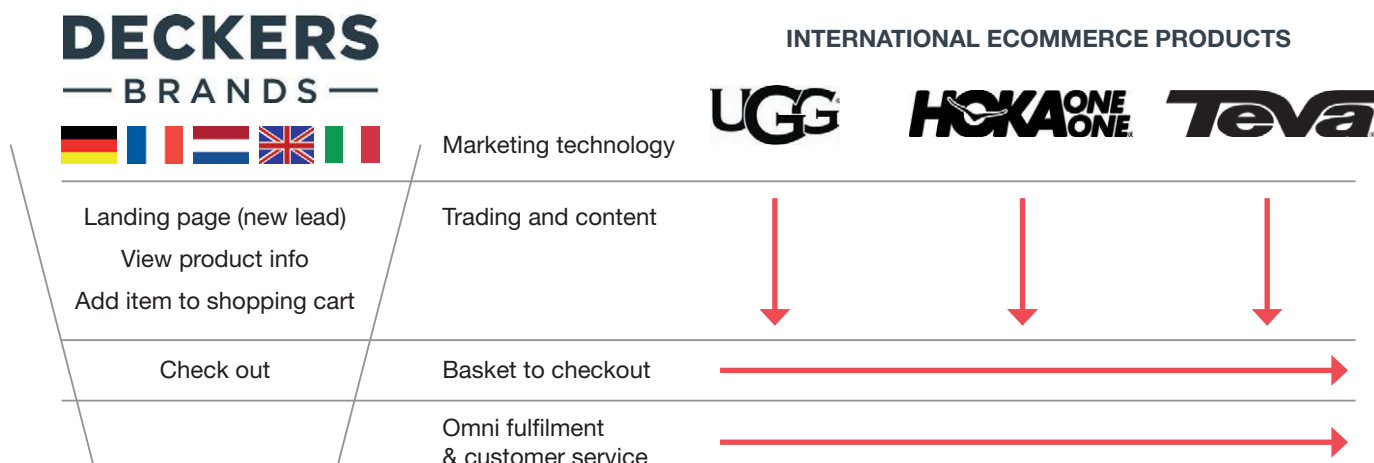 DECKERS
BRANDS
INTERNATIONAL ECOMMERCE PRODUCTS
UGG
HOKA ONE ONE
Teva
Marketing technology
Landing page (new lead)
View product info
Add item to shopping cart
Trading and content
Check out
Basket to checkout
Omni fulfilment
& customer service